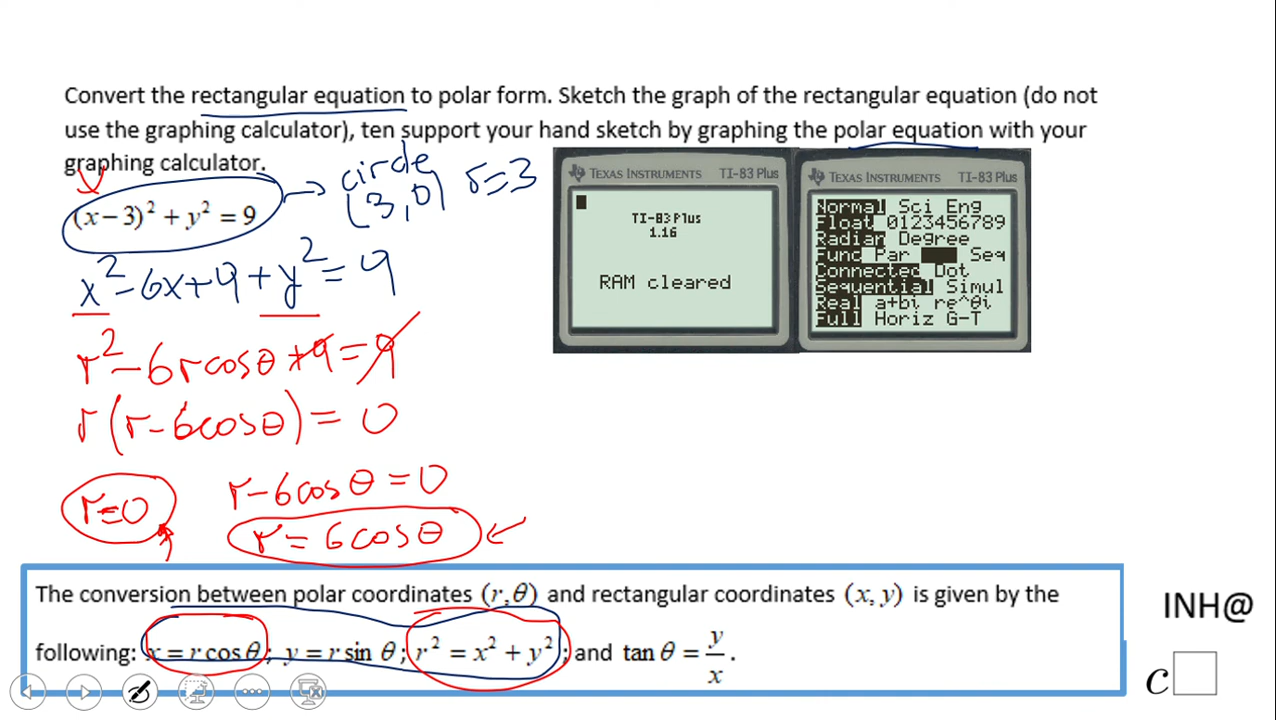 Convert the rectangular equation to polar form. Sketch the graph of the rectangular equation (do not
use the graphing calculator), ten support your hand sketch by graphing the polar equation with your
graphing calculator.
(x − 3)² + y² = 9
circle
(3,0) r=3
x² − 6x + 9 + y² = 9
r² − 6r cosθ + 9 = 9
r(r − 6cosθ) = 0
r=0
r − 6cosθ = 0
r = 6cosθ
TEXAS INSTRUMENTS TI-83 Plus
TI-83 Plus
1.16
RAM cleared
TEXAS INSTRUMENTS TI-83 Plus
Normal Sci Eng
Float 0123456789
Radian Degree
Func Par Seq
Connected Dot
Sequential Simul
Real a+bi re^θi
Full Horiz G-T
The conversion between polar coordinates (r, θ) and rectangular coordinates (x, y) is given by the
following: x = r cos θ; y = r sin θ; r² = x² + y²; and tan θ = y/x.
INH@
c